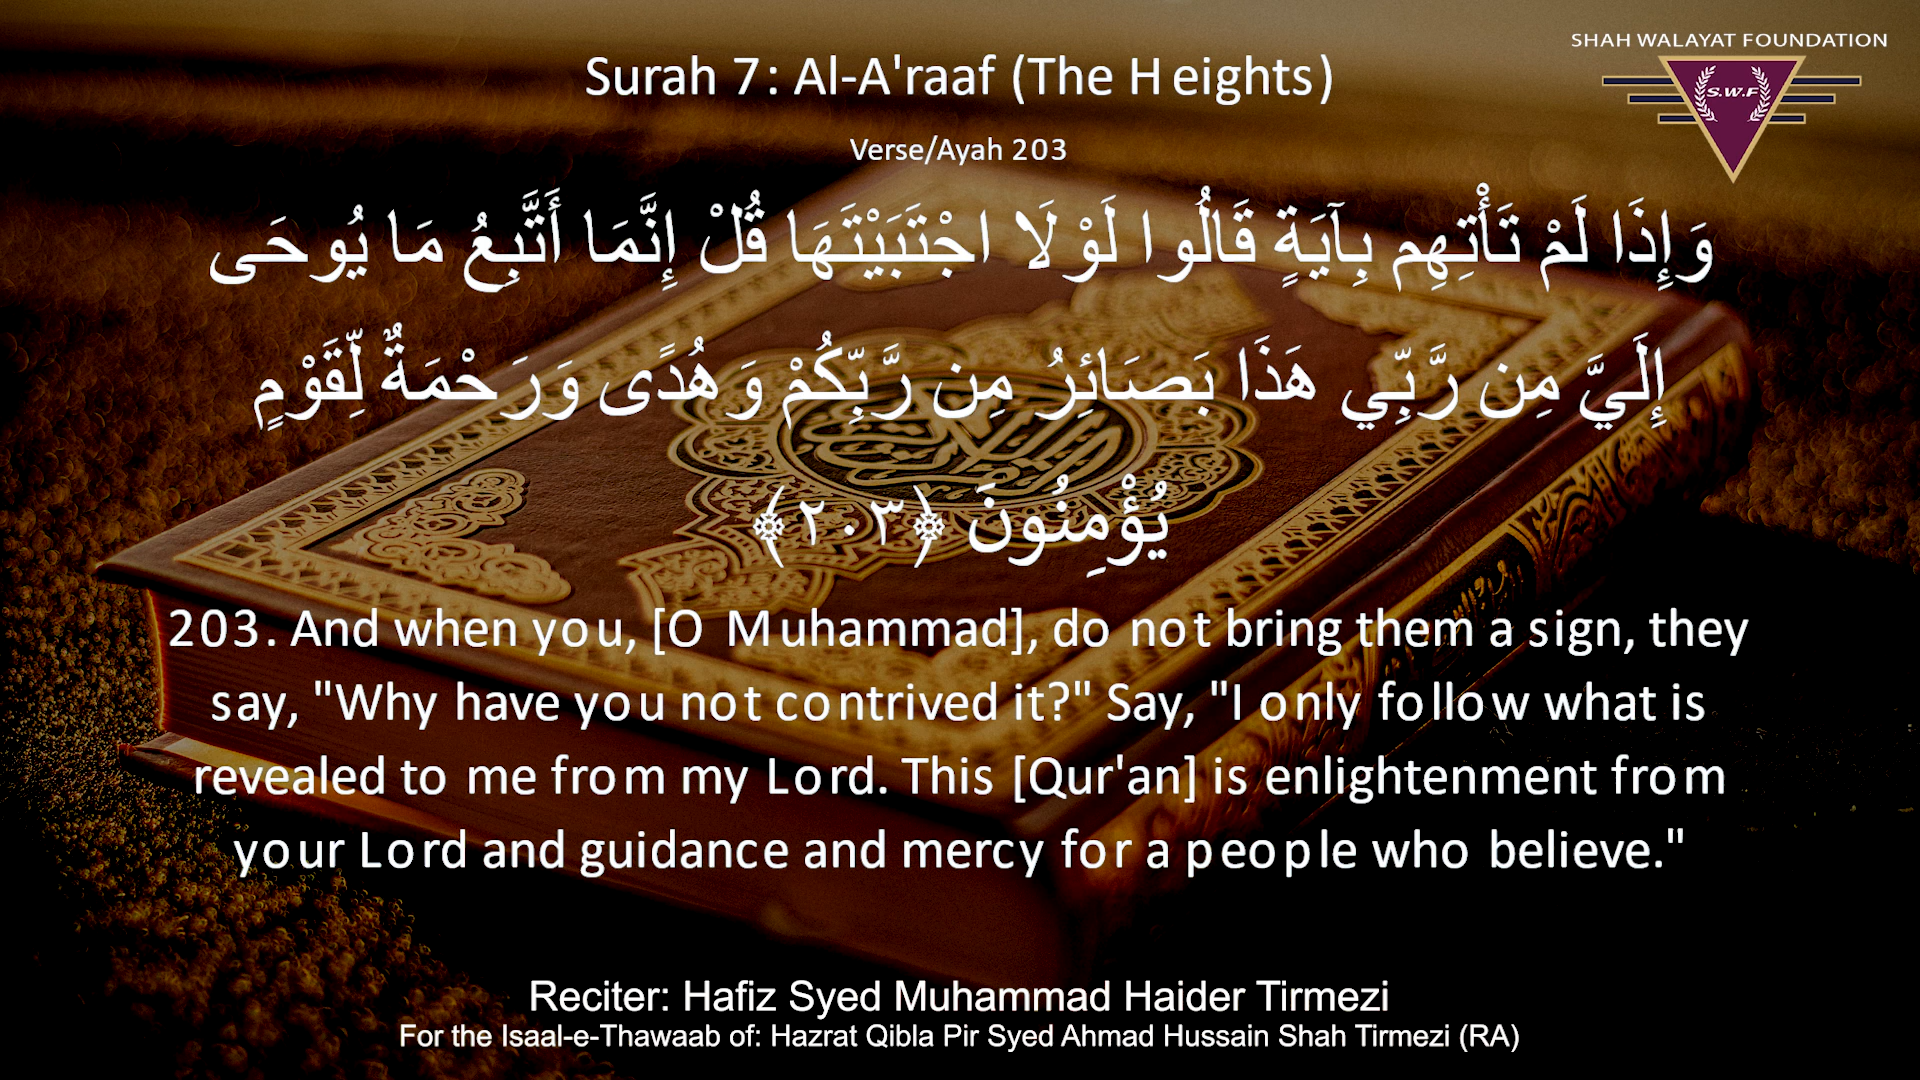 SHAH WALAYAT FOUNDATION
S.W.F
Surah 7: Al-A'raaf (The Heights)
Verse/Ayah 203
وَإِذَا لَمْ تَأْتِهِم بِآيَةٍ قَالُوا لَوْلَا اجْتَبَيْتَهَا قُلْ إِنَّمَا أَتَّبِعُ مَا يُوحَى
إِلَيَّ مِن رَّبِّي هَذَا بَصَائِرُ مِن رَّبِّكُمْ وَهُدًى وَرَحْمَةٌ لِّقَوْمٍ
يُؤْمِنُونَ ﴿٢٠٣﴾
203. And when you, [O Muhammad], do not bring them a sign, they
say, "Why have you not contrived it?" Say, "I only follow what is
revealed to me from my Lord. This [Qur'an] is enlightenment from
your Lord and guidance and mercy for a people who believe."
Reciter: Hafiz Syed Muhammad Haider Tirmezi
For the Isaal-e-Thawaab of: Hazrat Qibla Pir Syed Ahmad Hussain Shah Tirmezi (RA)